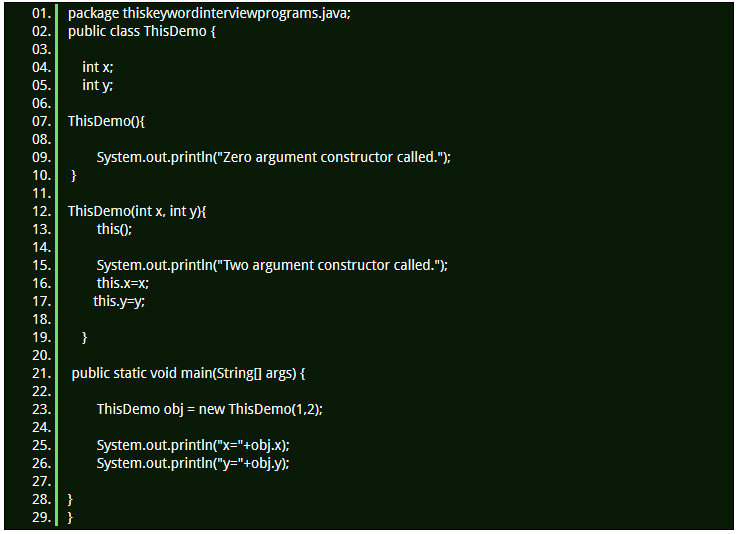 01. package thiskeywordinterviewprograms.java;
02. public class ThisDemo {
03.
04. int x;
05. int y;
06.
07. ThisDemo(){
08.
09. System.out.println("Zero argument constructor called.");
10. }
11.
12. ThisDemo(int x, int y){
13. this();
14.
15. System.out.println("Two argument constructor called.");
16. this.x=x;
17. this.y=y;
18.
19. }
20.
21. public static void main(String[] args) {
22.
23. ThisDemo obj = new ThisDemo(1,2);
24.
25. System.out.println("x="+obj.x);
26. System.out.println("y="+obj.y);
27.
28. }
29. }